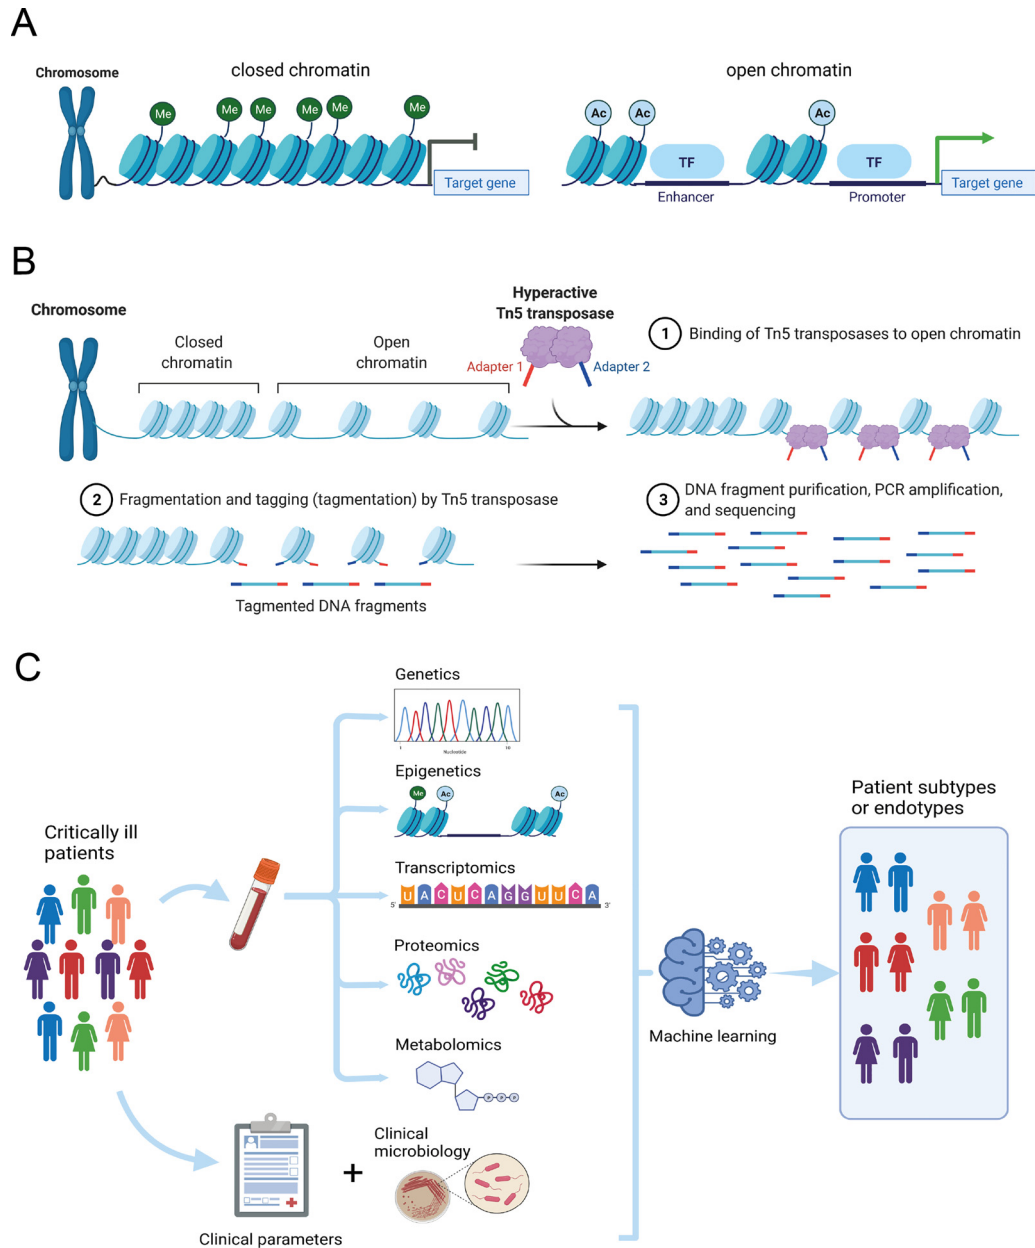 A
Chromosome
closed chromatin
open chromatin
Me
Me
Me
Me
Me
Me
Ac
Ac
Ac
TF
TF
Target gene
Enhancer
Promoter
Target gene
B
Chromosome
Closed
chromatin
Open
chromatin
Hyperactive
Tn5 transposase
Adapter 1
Adapter 2
1
Binding of Tn5 transposases to open chromatin
2
Fragmentation and tagging (tagmentation) by Tn5 transposase
Tagmented DNA fragments
3
DNA fragment purification, PCR amplification,
and sequencing
C
Critically ill
patients
Genetics
1
Nucleotide
10
Epigenetics
Me
Ac
Ac
Transcriptomics
5'
U A C U C A G G U U C A
3'
Proteomics
Metabolomics
P P P
Clinical parameters
+
Clinical
microbiology
Machine learning
Patient subtypes
or endotypes